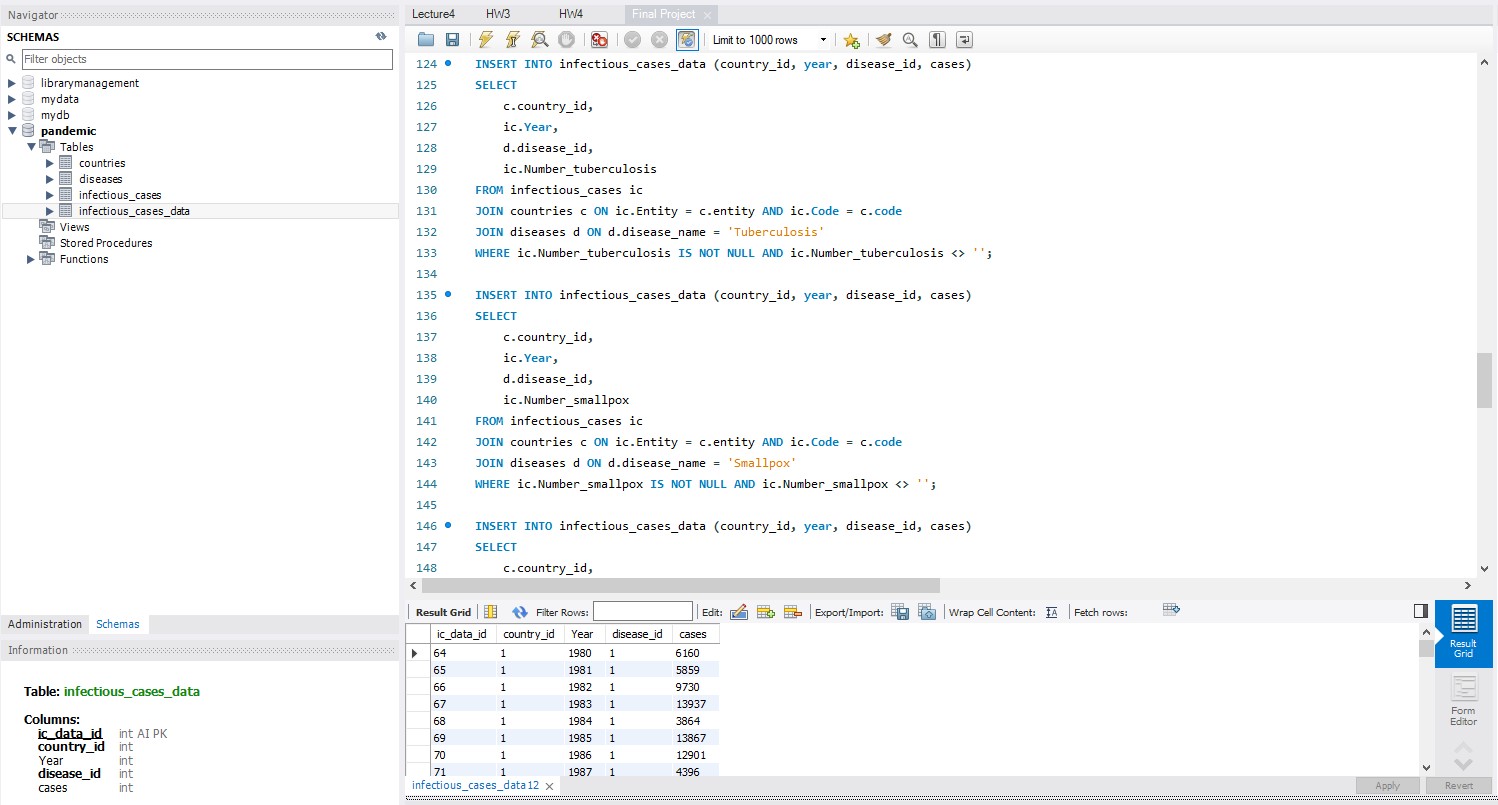 Navigator
SCHEMAS
Filter objects
librarymanagement
mydata
mydb
pandemic
Tables
countries
diseases
infectious_cases
infectious_cases_data
Views
Stored Procedures
Functions
Administration Schemas
Information
Table: infectious_cases_data
Columns:
ic_data_id int AI PK
country_id int
Year int
disease_id int
cases int
Lecture4 HW3 HW4 Final Project
Limit to 1000 rows
124 INSERT INTO infectious_cases_data (country_id, year, disease_id, cases)
125 SELECT
126 c.country_id,
127 ic.Year,
128 d.disease_id,
129 ic.Number_tuberculosis
130 FROM infectious_cases ic
131 JOIN countries c ON ic.Entity = c.entity AND ic.Code = c.code
132 JOIN diseases d ON d.disease_name = 'Tuberculosis'
133 WHERE ic.Number_tuberculosis IS NOT NULL AND ic.Number_tuberculosis <> '';
134
135 INSERT INTO infectious_cases_data (country_id, year, disease_id, cases)
136 SELECT
137 c.country_id,
138 ic.Year,
139 d.disease_id,
140 ic.Number_smallpox
141 FROM infectious_cases ic
142 JOIN countries c ON ic.Entity = c.entity AND ic.Code = c.code
143 JOIN diseases d ON d.disease_name = 'Smallpox'
144 WHERE ic.Number_smallpox IS NOT NULL AND ic.Number_smallpox <> '';
145
146 INSERT INTO infectious_cases_data (country_id, year, disease_id, cases)
147 SELECT
148 c.country_id,
Result Grid Filter Rows: Edit: Export/Import: Wrap Cell Content: Fetch rows:
ic_data_id country_id Year disease_id cases
64 1 1980 1 6160
65 1 1981 1 5859
66 1 1982 1 9730
67 1 1983 1 13937
68 1 1984 1 3864
69 1 1985 1 13867
70 1 1986 1 12901
71 1 1987 1 4396
Result
Grid
Form
Editor
infectious_cases_data12
Apply Revert